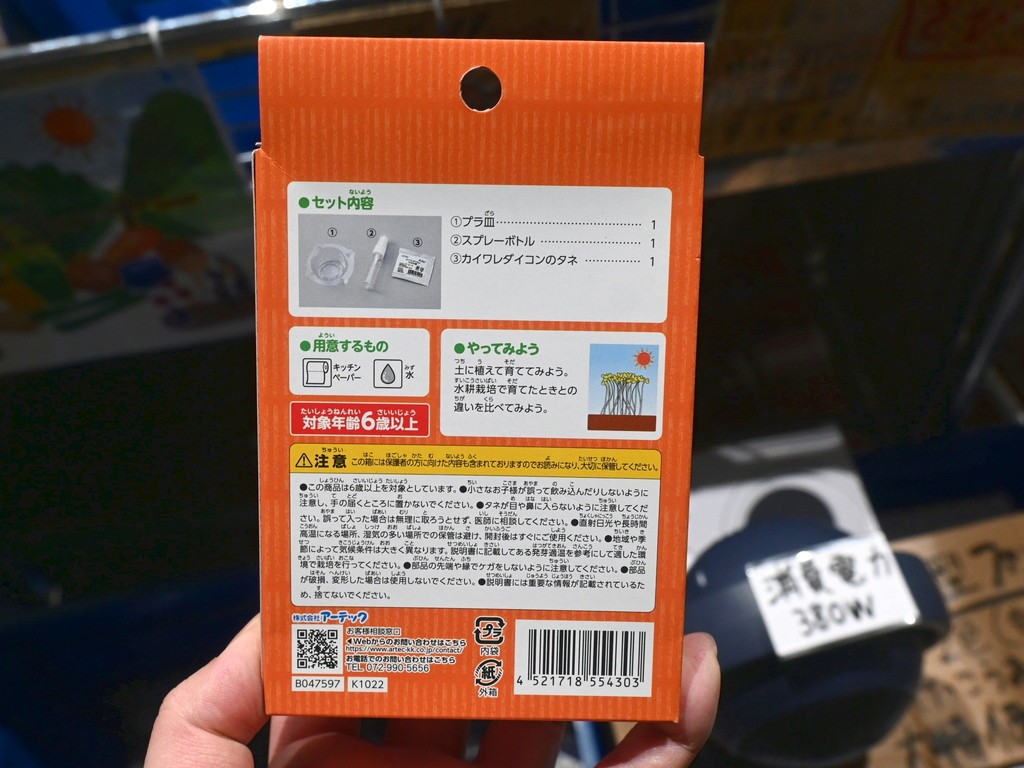 ●セット内容
① ② ③
①プラ皿 …………………………… 1
②スプレーボトル ………………… 1
③カイワレダイコンのタネ ………… 1
●用意するもの
キッチンペーパー
水
対象年齢6歳以上
●やってみよう
土に植えて育ててみよう。
水耕栽培で育てたときとの
違いを比べてみよう。
⚠注意 この箱には保護者の方に向けた内容も含まれておりますのでお読みになり、大切に保管してください。
●この商品は6歳以上を対象としています。●小さなお子様が誤って飲み込んだりしないように
注意し、手の届くところに置かないでください。●タネが目や鼻に入らないように注意してくださ
い。誤って入った場合は無理に取ろうとせず、医師に相談してください。●直射日光や長時間
高温になる場所、湿気の多い場所での保管は避け、開封後はすぐにご使用ください。●地域や季
節によって気候条件は大きく異なります。説明書に記載してある発芽適温を参考にして適した環
境で栽培を行ってください。●部品の先端や縁でケガをしないように注意してください。●部品
が破損、変形した場合は使用しないでください。●説明書には重要な情報が記載されているた
め、捨てないでください。
株式会社アーテック
お客様相談窓口
◀Webからのお問い合わせはこちら
https://www.artec-kk.co.jp/contact/
お電話でのお問い合わせはこちら
TEL 072-990-5656
B047597 K1022
プラ
内袋
紙
外箱
4 521718 554303
消費電力
380W